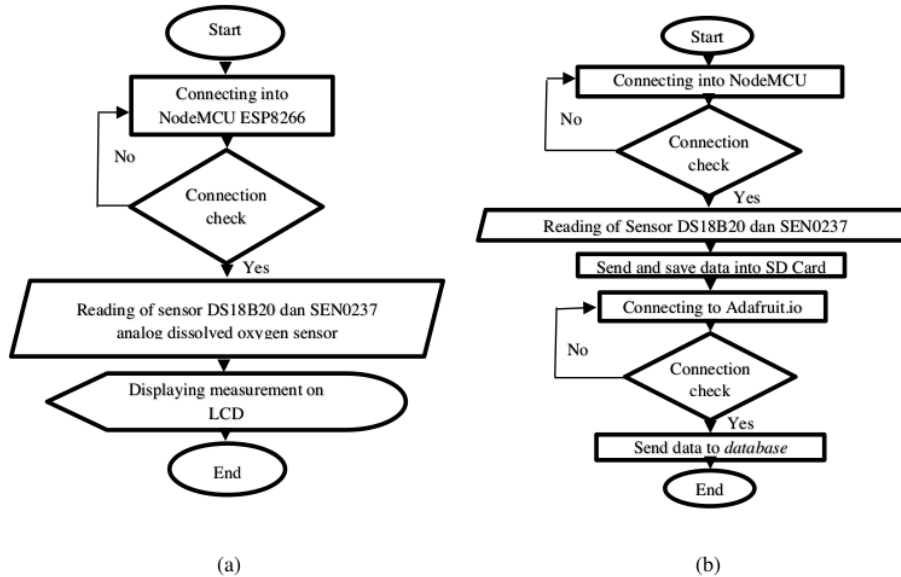 Start
Connecting into
NodeMCU ESP8266
No
Connection
check
Yes
Reading of sensor DS18B20 dan SEN0237
analog dissolved oxygen sensor
Displaying measurement on
LCD
End
(a)
Start
Connecting into NodeMCU
No
Connection
check
Yes
Reading of Sensor DS18B20 dan SEN0237
Send and save data into SD Card
Connecting to Adafruit.io
No
Connection
check
Yes
Send data to database
End
(b)